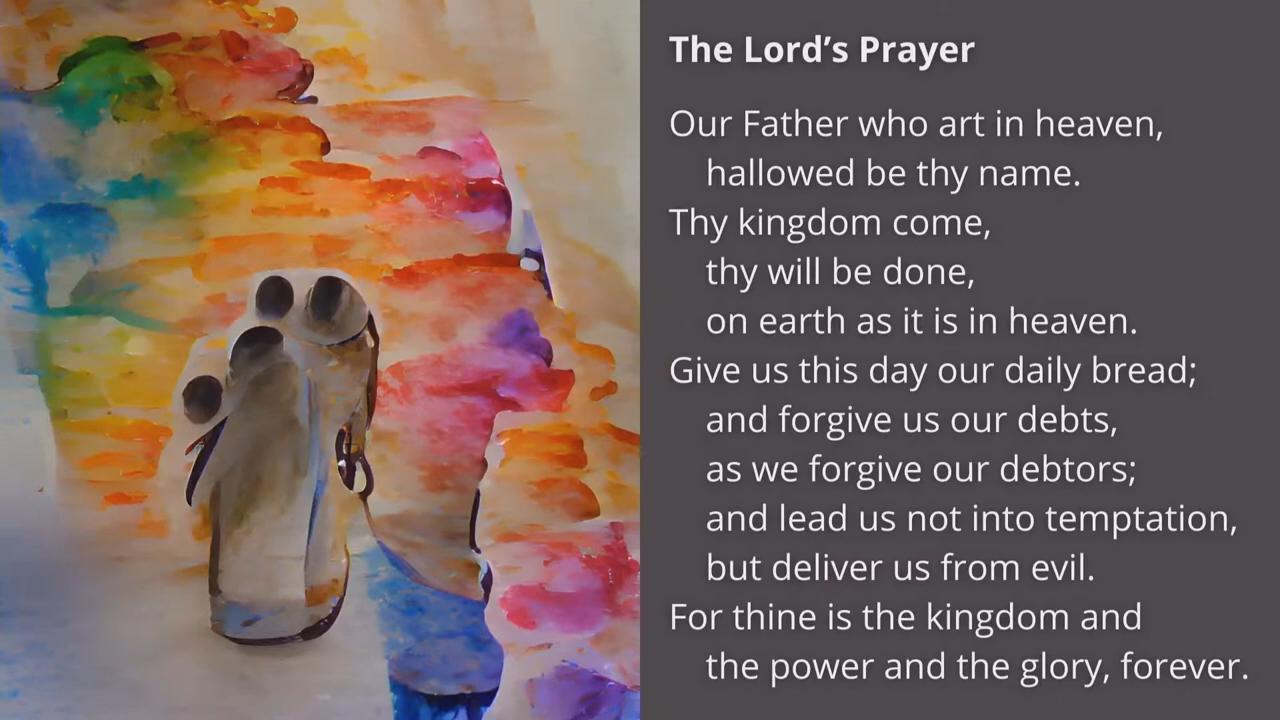 The Lord’s Prayer
Our Father who art in heaven,
hallowed be thy name.
Thy kingdom come,
thy will be done,
on earth as it is in heaven.
Give us this day our daily bread;
and forgive us our debts,
as we forgive our debtors;
and lead us not into temptation,
but deliver us from evil.
For thine is the kingdom and
the power and the glory, forever.